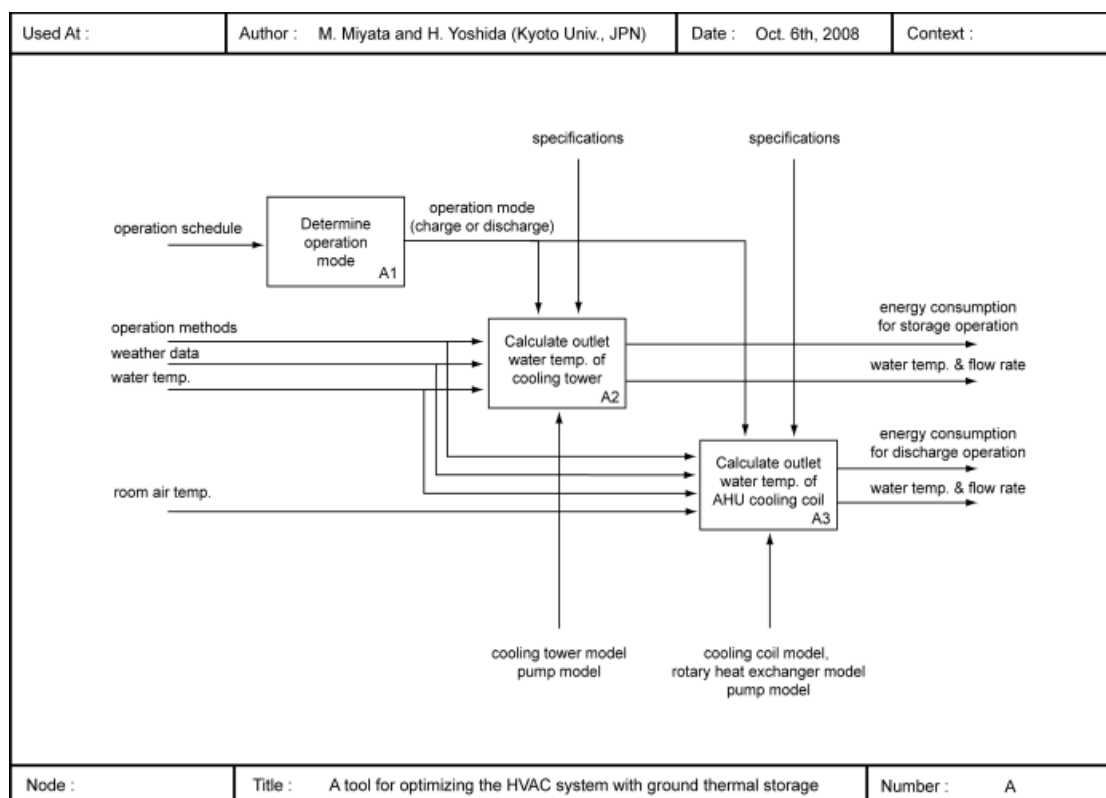 Used At :
Author : M. Miyata and H. Yoshida (Kyoto Univ., JPN)
Date : Oct. 6th, 2008
Context :
specifications
specifications
operation schedule
Determine
operation
mode
A1
operation mode
(charge or discharge)
operation methods
weather data
water temp.
Calculate outlet
water temp. of
cooling tower
A2
energy consumption
for storage operation
water temp. & flow rate
room air temp.
Calculate outlet
water temp. of
AHU cooling coil
A3
energy consumption
for discharge operation
water temp. & flow rate
cooling tower model
pump model
cooling coil model,
rotary heat exchanger model
pump model
Node :
Title : A tool for optimizing the HVAC system with ground thermal storage
Number : A